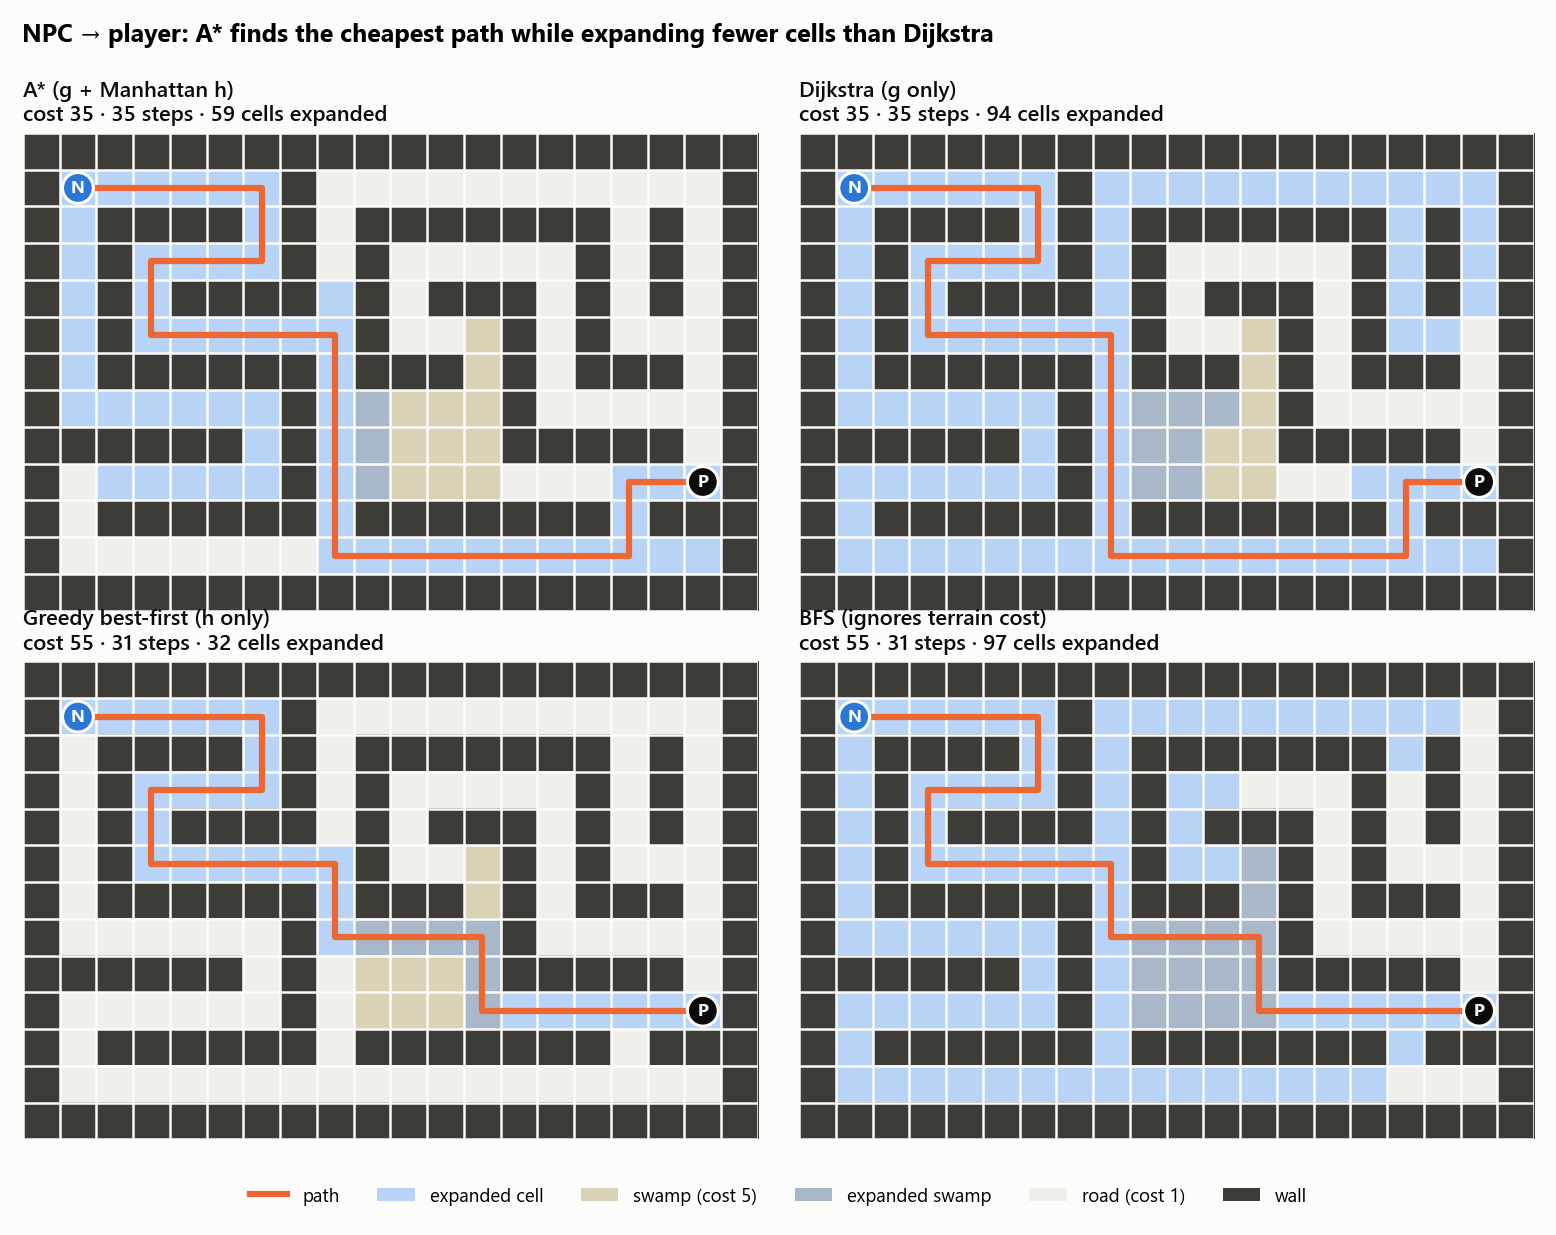 NPC → player: A* finds the cheapest path while expanding fewer cells than Dijkstra
A* (g + Manhattan h)
cost 35 · 35 steps · 59 cells expanded
N
P
Dijkstra (g only)
cost 35 · 35 steps · 94 cells expanded
N
P
Greedy best-first (h only)
cost 55 · 31 steps · 32 cells expanded
N
P
BFS (ignores terrain cost)
cost 55 · 31 steps · 97 cells expanded
N
P
path expanded cell swamp (cost 5) expanded swamp road (cost 1) wall